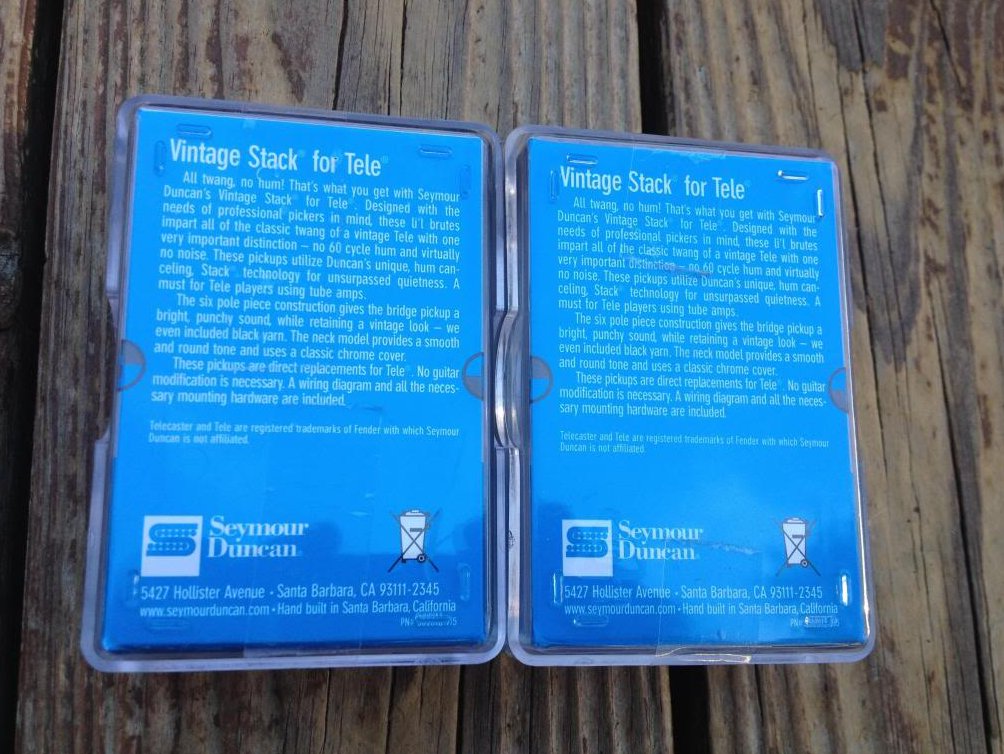 Vintage Stack® for Tele®
All twang, no hum! That's what you get with Seymour
Duncan's Vintage Stack® for Tele®. Designed with the
needs of professional pickers in mind, these li'l brutes
impart all of the classic twang of a vintage Tele with one
very important distinction – no 60 cycle hum and virtually
no noise. These pickups utilize Duncan's unique, hum can-
celing, Stack® technology for unsurpassed quietness. A
must for Tele players using tube amps.
The six pole piece construction gives the bridge pickup a
bright, punchy sound, while retaining a vintage look – we
even included black yarn. The neck model provides a smooth
and round tone and uses a classic chrome cover.
These pickups are direct replacements for Tele®. No guitar
modification is necessary. A wiring diagram and all the neces-
sary mounting hardware are included.
Telecaster and Tele are registered trademarks of Fender with which Seymour
Duncan is not affiliated.
Seymour
Duncan®
5427 Hollister Avenue • Santa Barbara, CA 93111-2345
www.seymourduncan.com • Hand built in Santa Barbara, California
PN#
Vintage Stack® for Tele®
All twang, no hum! That's what you get with Seymour
Duncan's Vintage Stack® for Tele®. Designed with the
needs of professional pickers in mind, these li'l brutes
impart all of the classic twang of a vintage Tele with one
very important distinction – no 60 cycle hum and virtually
no noise. These pickups utilize Duncan's unique, hum can-
celing, Stack® technology for unsurpassed quietness. A
must for Tele players using tube amps.
The six pole piece construction gives the bridge pickup a
bright, punchy sound, while retaining a vintage look – we
even included black yarn. The neck model provides a smooth
and round tone and uses a classic chrome cover.
These pickups are direct replacements for Tele®. No guitar
modification is necessary. A wiring diagram and all the neces-
sary mounting hardware are included.
Telecaster and Tele are registered trademarks of Fender with which Seymour
Duncan is not affiliated.
Seymour
Duncan®
5427 Hollister Avenue • Santa Barbara, CA 93111-2345
www.seymourduncan.com • Hand built in Santa Barbara, California
PN#